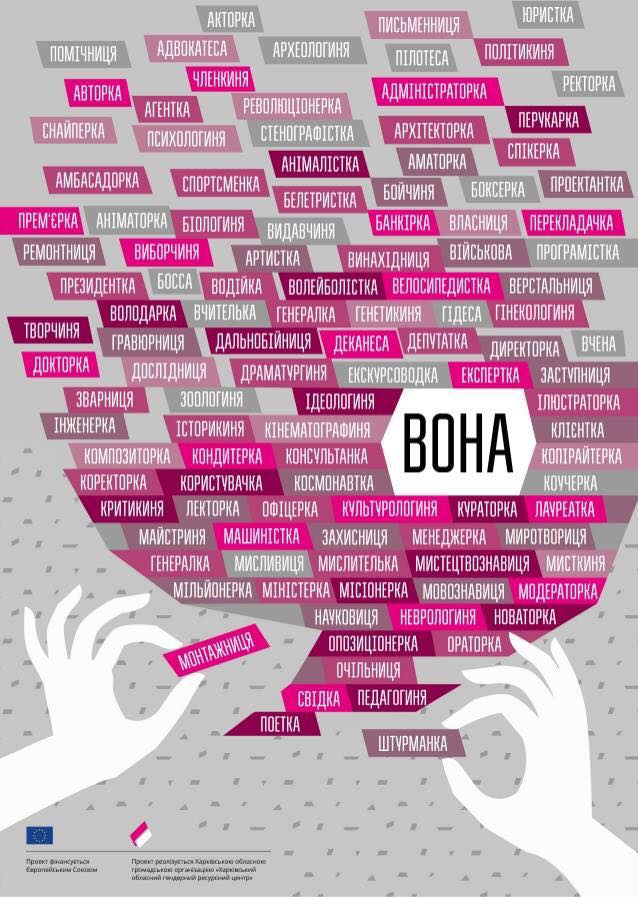 АКТОРКА ПИСЬМЕННИЦЯ ЮРИСТКА
ПОМІЧНИЦЯ АДВОКАТЕСА АРХЕОЛОГИНЯ ПІЛОТЕСА ПОЛІТИКИНЯ
АВТОРКА ЧЛЕНКИНЯ АДМІНІСТРАТОРКА РЕКТОРКА
АГЕНТКА РЕВОЛЮЦІОНЕРКА ПЕРУКАРКА
СНАЙПЕРКА ПСИХОЛОГИНЯ СТЕНОГРАФІСТКА АРХІТЕКТОРКА
АНІМАЛІСТКА АМАТОРКА СПІКЕРКА
АМБАСАДОРКА СПОРТСМЕНКА БЕЛЕТРИСТКА БОЙЧИНЯ БОКСЕРКА ПРОЕКТАНТКА
ПРЕМ'ЄРКА АНІМАТОРКА БІОЛОГИНЯ ВИДАВЧИНЯ БАНКІРКА ВЛАСНИЦЯ ПЕРЕКЛАДАЧКА
РЕМОНТНИЦЯ ВИБОРЧИНЯ АРТИСТКА ВИНАХІДНИЦЯ ВІЙСЬКОВА ПРОГРАМІСТКА
ПРЕЗИДЕНТКА БОССА ВОДІЙКА ВОЛЕЙБОЛІСТКА ВЕЛОСИПЕДИСТКА ВЕРСТАЛЬНИЦЯ
ВОЛОДАРКА ВЧИТЕЛЬКА ГЕНЕРАЛКА ГЕНЕТИКИНЯ ГІДЕСА ГІНЕКОЛОГИНЯ
ТВОРЧИНЯ ГРАВЮРНИЦЯ ДАЛЬНОБІЙНИЦЯ ДЕКАНЕСА ДЕПУТАТКА ДИРЕКТОРКА ВЧЕНА
ДОКТОРКА ДОСЛІДНИЦЯ ДРАМАТУРГИНЯ ЕКСКУРСОВОДКА ЕКСПЕРТКА ЗАСТУПНИЦЯ
ЗВАРНИЦЯ ЗООЛОГИНЯ ІДЕОЛОГИНЯ ІЛЮСТРАТОРКА
ІНЖЕНЕРКА ІСТОРИКИНЯ КІНЕМАТОГРАФИНЯ ВОНА КЛІЄНТКА
КОМПОЗИТОРКА КОНДИТЕРКА КОНСУЛЬТАНКА КОПІРАЙТЕРКА
КОРЕКТОРКА КОРИСТУВАЧКА КОСМОНАВТКА КОУЧЕРКА
КРИТИКИНЯ ЛЕКТОРКА ОФІЦЕРКА КУЛЬТУРОЛОГИНЯ КУРАТОРКА ЛАУРЕАТКА
МАЙСТРИНЯ МАШИНІСТКА ЗАХИСНИЦЯ МЕНЕДЖЕРКА МИРОТВОРИЦЯ
ГЕНЕРАЛКА МИСЛИВИЦЯ МИСЛИТЕЛЬКА МИСТЕЦТВОЗНАВИЦЯ МИСТКИНЯ
МІЛЬЙОНЕРКА МІНІСТЕРКА МІСІОНЕРКА МОВОЗНАВИЦЯ МОДЕРАТОРКА
НАУКОВИЦЯ НЕВРОЛОГИНЯ НОВАТОРКА
МОНТАЖНИЦЯ ОПОЗИЦІОНЕРКА ОРАТОРКА
ОЧІЛЬНИЦЯ
СВІДКА ПЕДАГОГИНЯ
ПОЕТКА
ШТУРМАНКА
Проект фінансується
Європейським Союзом
Проект реалізується Харківською обласною
громадською організацією «Харківський
обласний гендерний ресурсний центр»